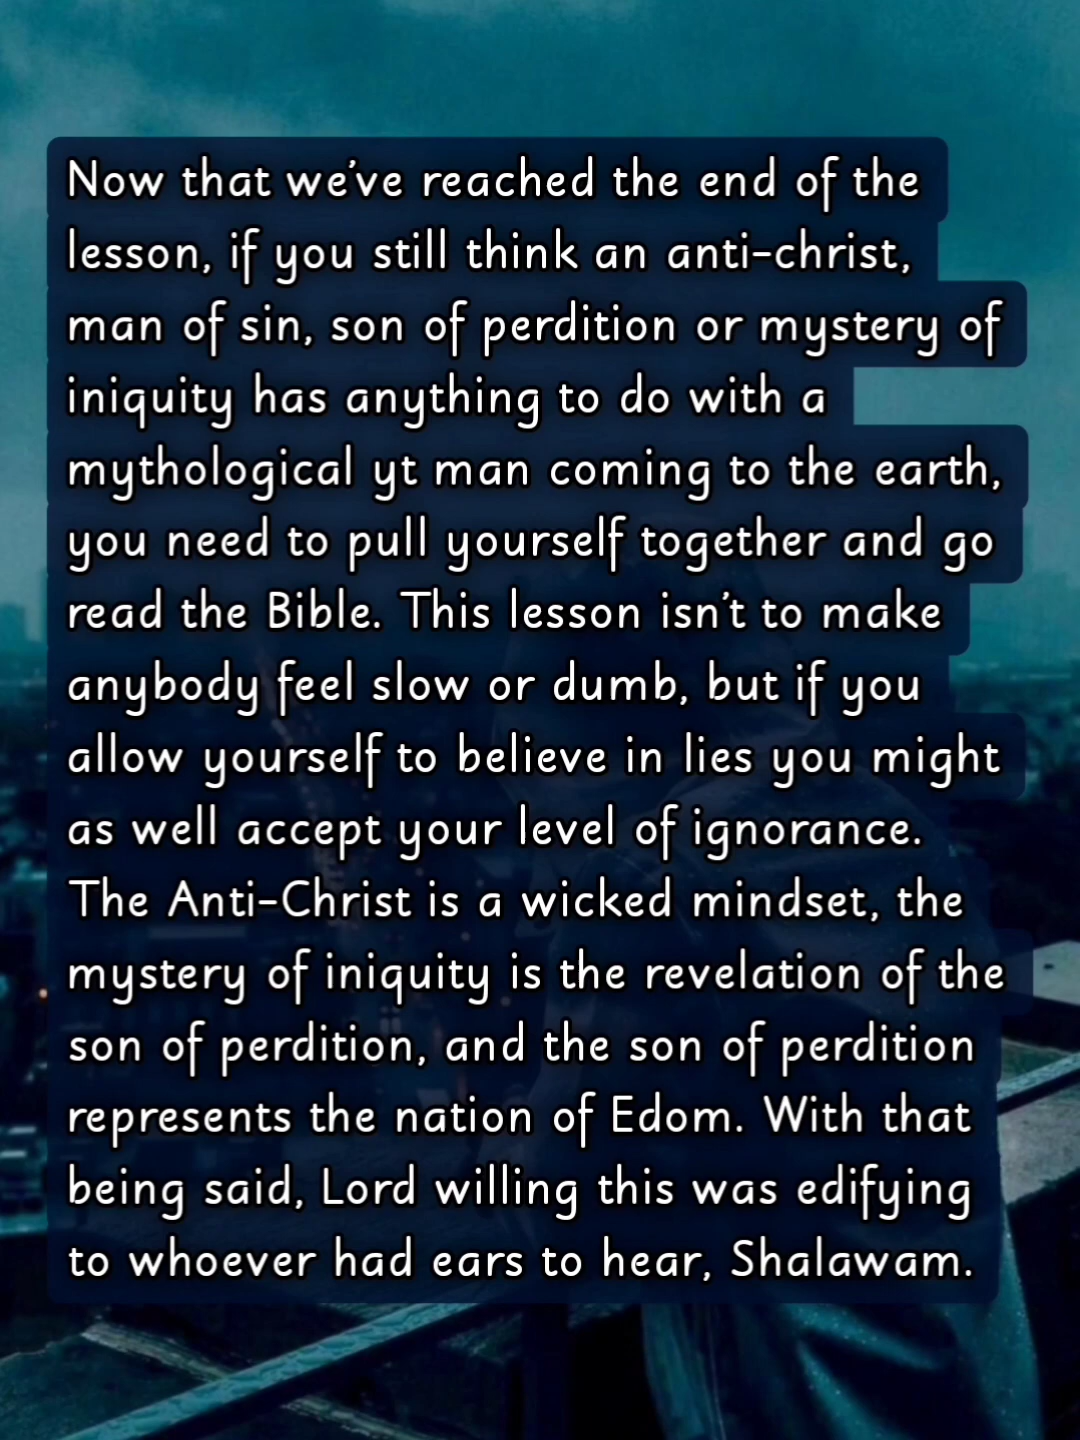 Now that we've reached the end of the
lesson, if you still think an anti-christ,
man of sin, son of perdition or mystery of
iniquity has anything to do with a
mythological yt man coming to the earth,
you need to pull yourself together and go
read the Bible. This lesson isn't to make
anybody feel slow or dumb, but if you
allow yourself to believe in lies you might
as well accept your level of ignorance.
The Anti-Christ is a wicked mindset, the
mystery of iniquity is the revelation of the
son of perdition, and the son of perdition
represents the nation of Edom. With that
being said, Lord willing this was edifying
to whoever had ears to hear, Shalawam.